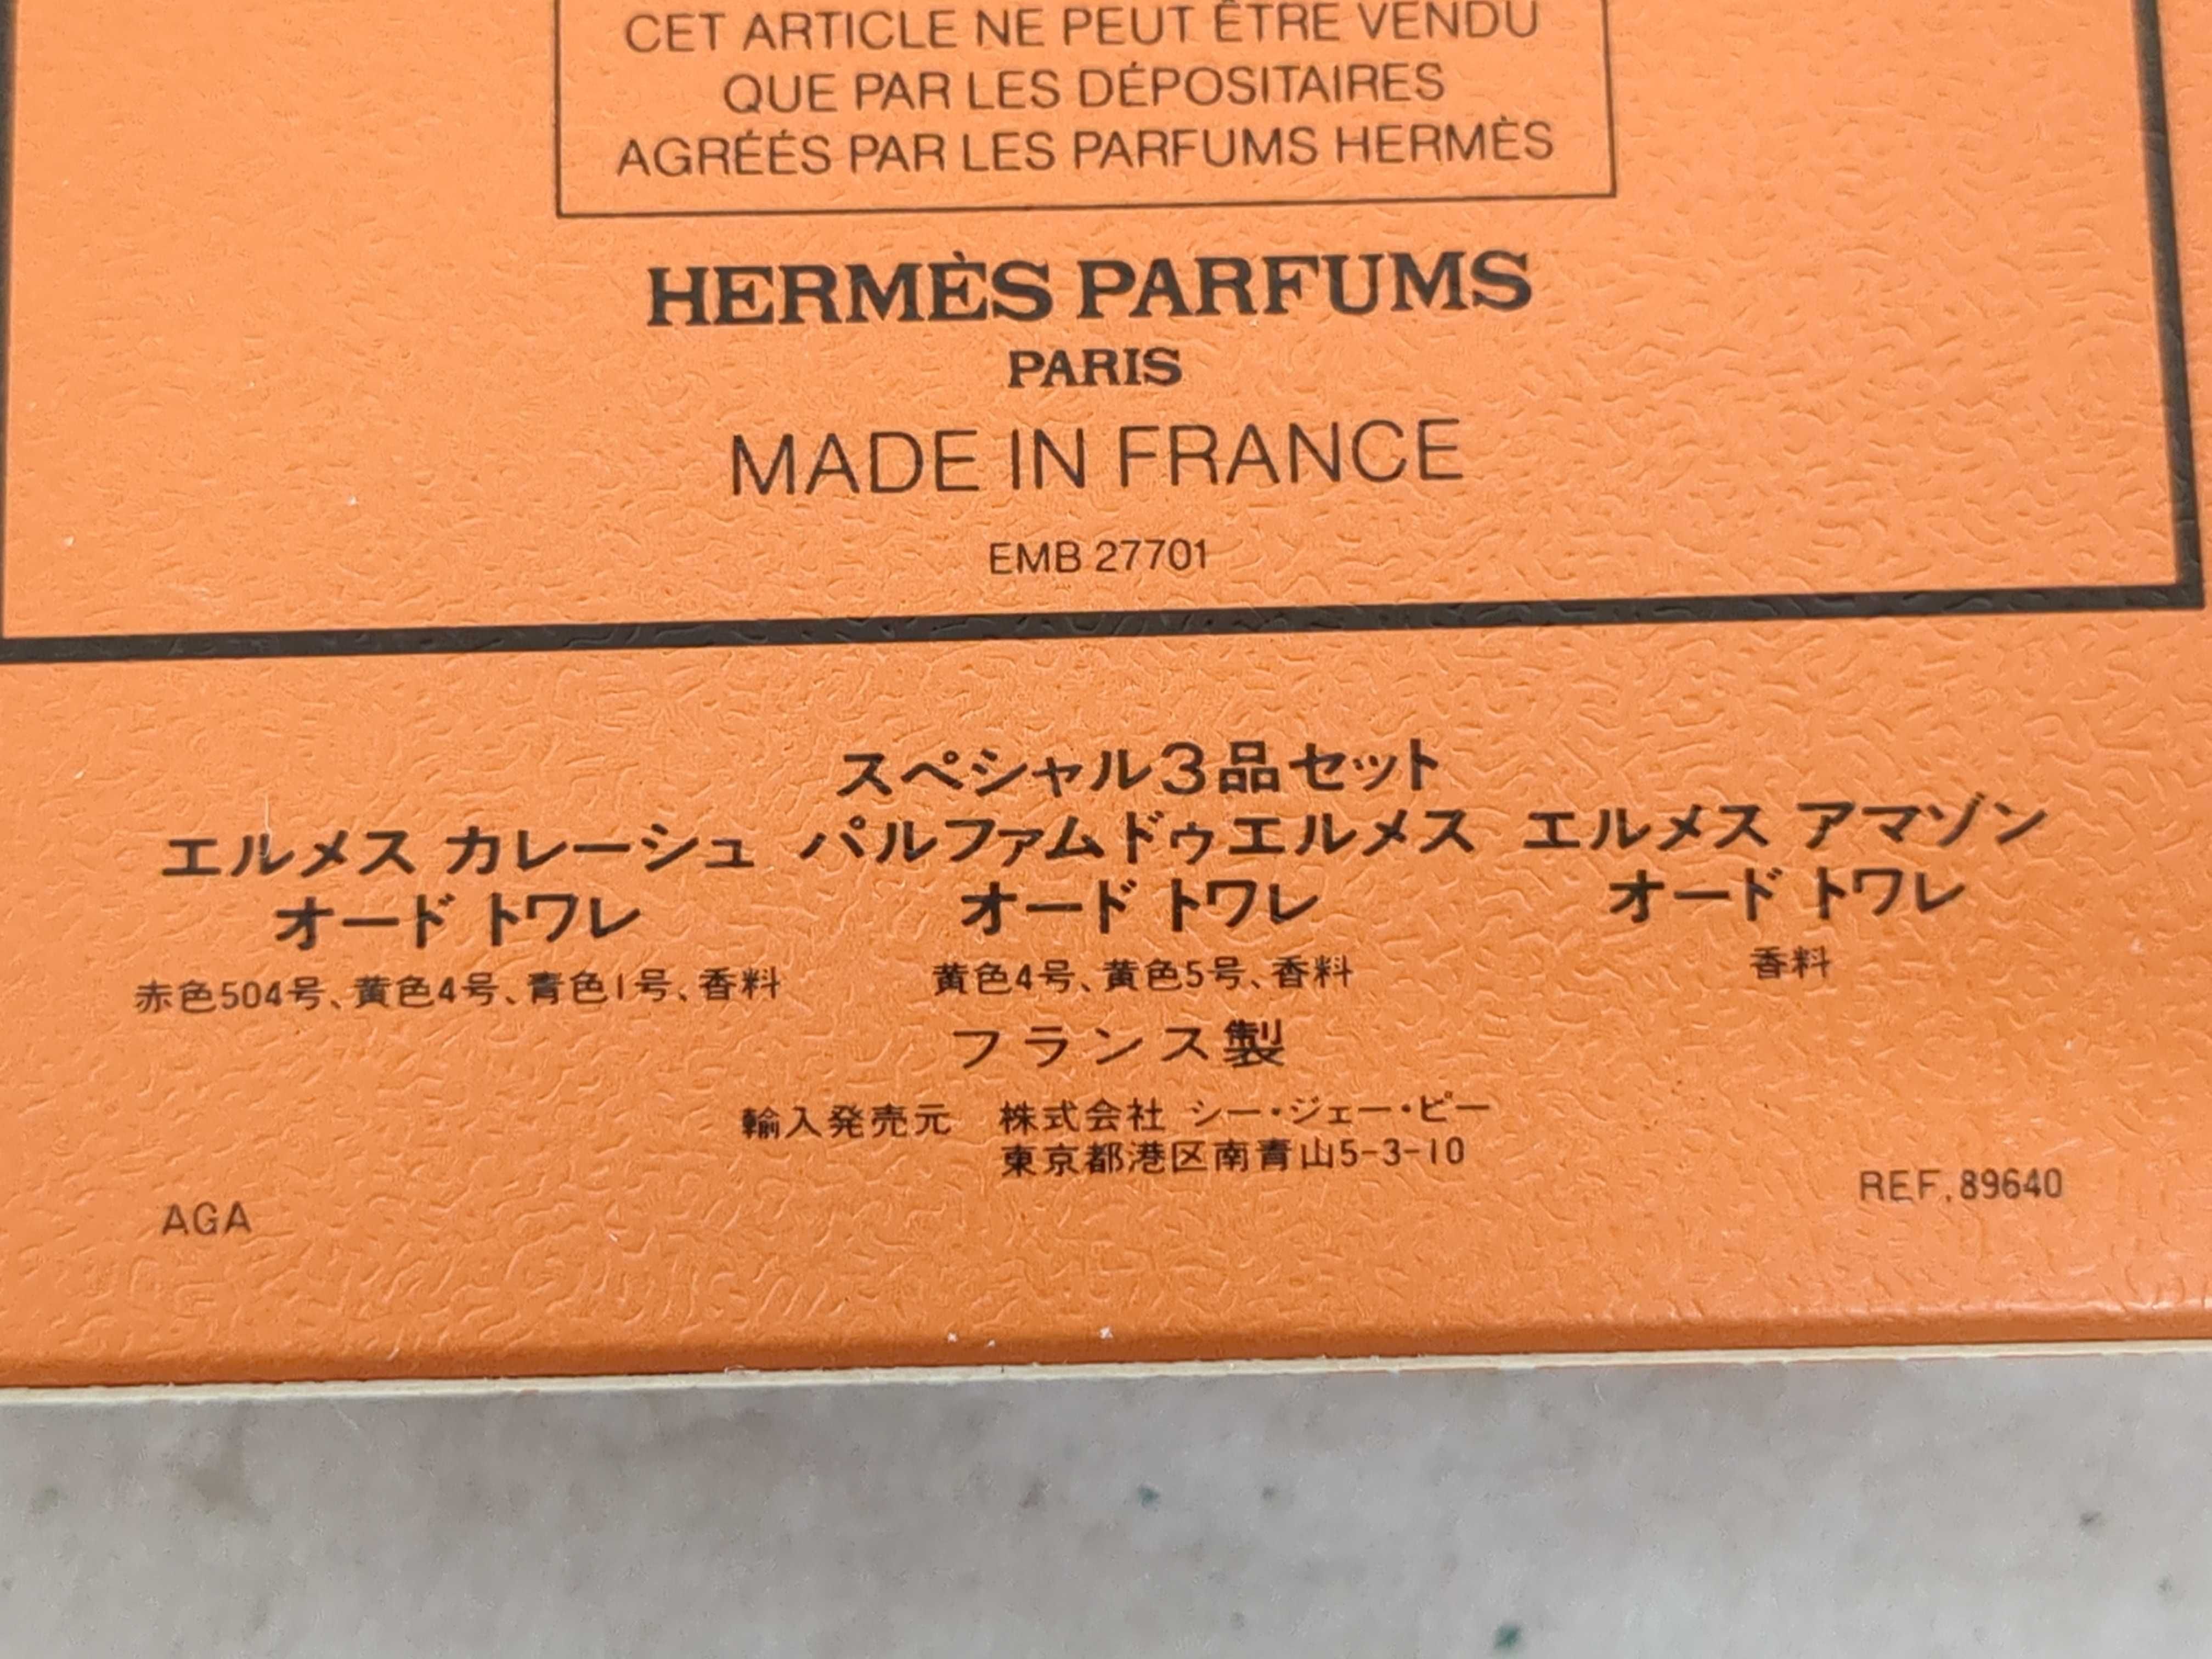 CET ARTICLE NE PEUT ÊTRE VENDU
QUE PAR LES DÉPOSITAIRES
AGRÉÉS PAR LES PARFUMS HERMÈS
HERMÈS PARFUMS
PARIS
MADE IN FRANCE
EMB 27701
スペシャル3品セット
エルメス カレーシュ パルファム ドゥ エルメス エルメス アマゾン
オード トワレ オード トワレ オード トワレ
赤色504号、黄色4号、青色1号、香料 黄色4号、黄色5号、香料 香料
フランス製
輸入発売元 株式会社 シー・ジェー・ピー
東京都港区南青山5-3-10
AGA REF.89640